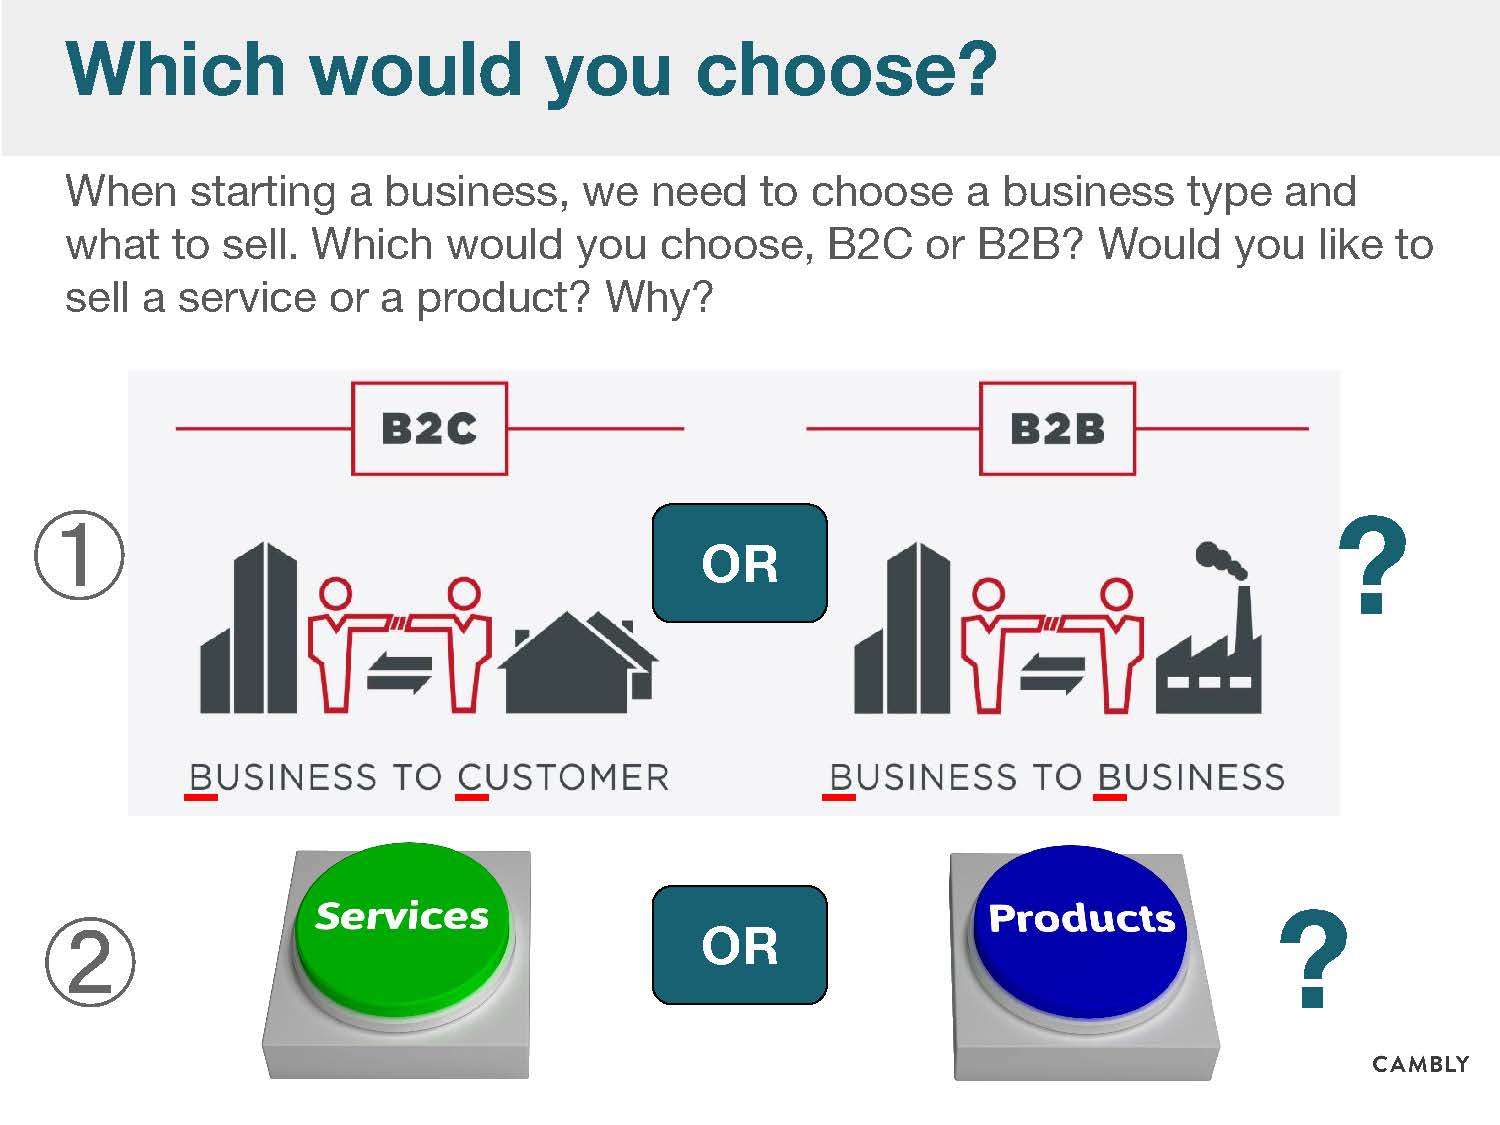 Which would you choose?
When starting a business, we need to choose a business type and
what to sell. Which would you choose, B2C or B2B? Would you like to
sell a service or a product? Why?
B2C
B2B
①
OR
?
BUSINESS TO CUSTOMER
BUSINESS TO BUSINESS
②
Services
OR
Products
?
CAMBLY